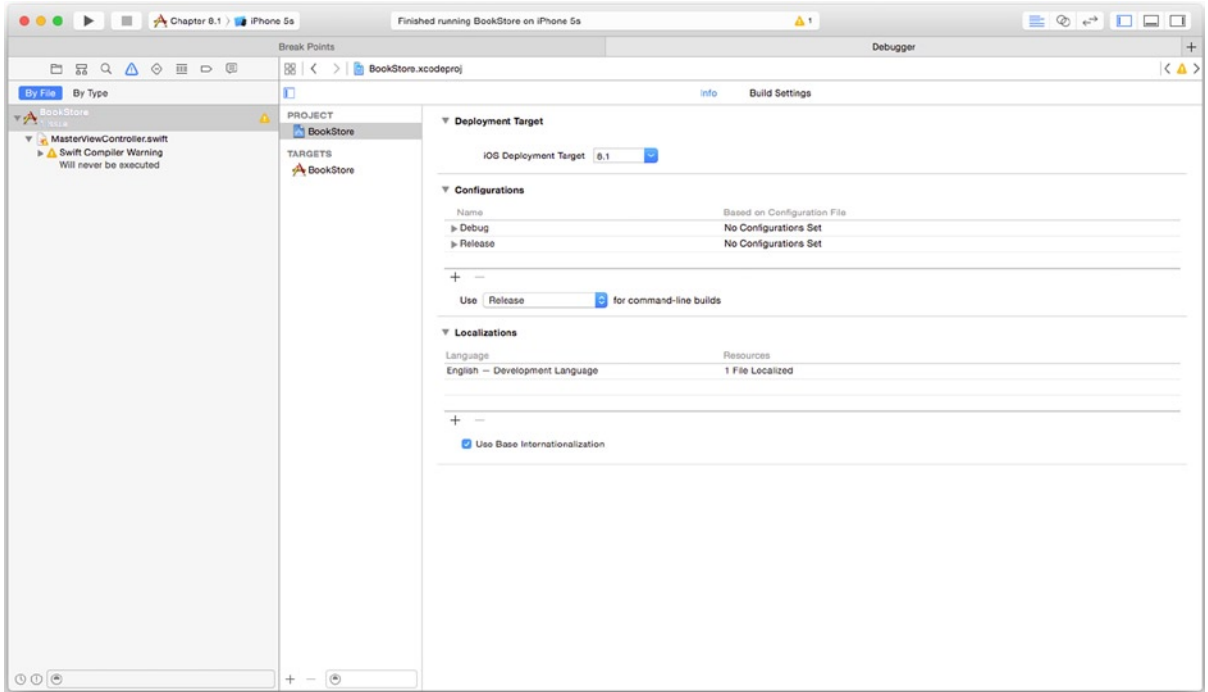 Chapter 8.1 › iPhone 5s
Finished running BookStore on iPhone 5s
1
Break Points
Debugger
BookStore.xcodeproj
By File By Type
Info Build Settings
BookStore
MasterViewController.swift
Swift Compiler Warning
Will never be executed
PROJECT
BookStore
TARGETS
BookStore
Deployment Target
iOS Deployment Target 8.1
Configurations
Name Based on Configuration File
Debug No Configurations Set
Release No Configurations Set
Use Release for command-line builds
Localizations
Language Resources
English — Development Language 1 File Localized
Use Base Internationalization